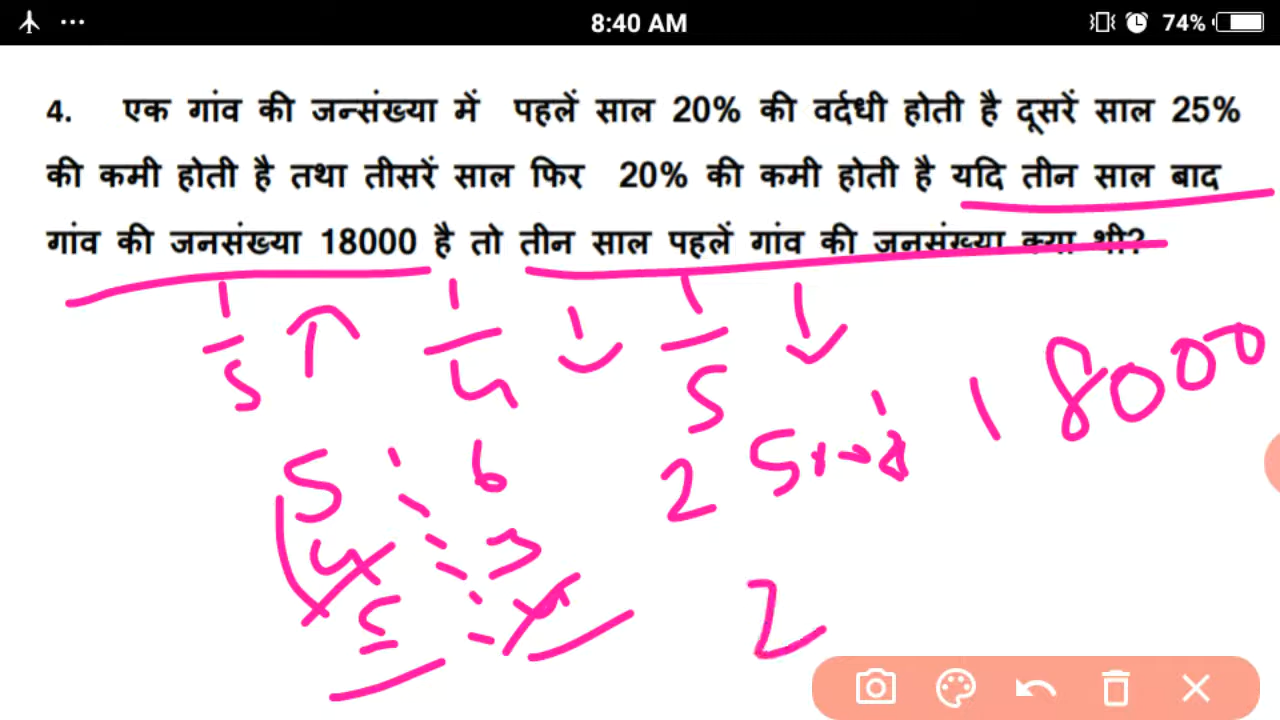 8:40 AM 74%
4. एक गांव की जन्संख्या में पहलें साल 20% की वर्दधी होती है दूसरें साल 25%
की कमी होती है तथा तीसरें साल फिर 20% की कमी होती है यदि तीन साल बाद
गांव की जनसंख्या 18000 है तो तीन साल पहलें गांव की जनसंख्या क्या थी?
1/5 ↑ 1/4 ↓ 1/5 ↓
18000
5 : 6
4 : 3
5 : 4
2